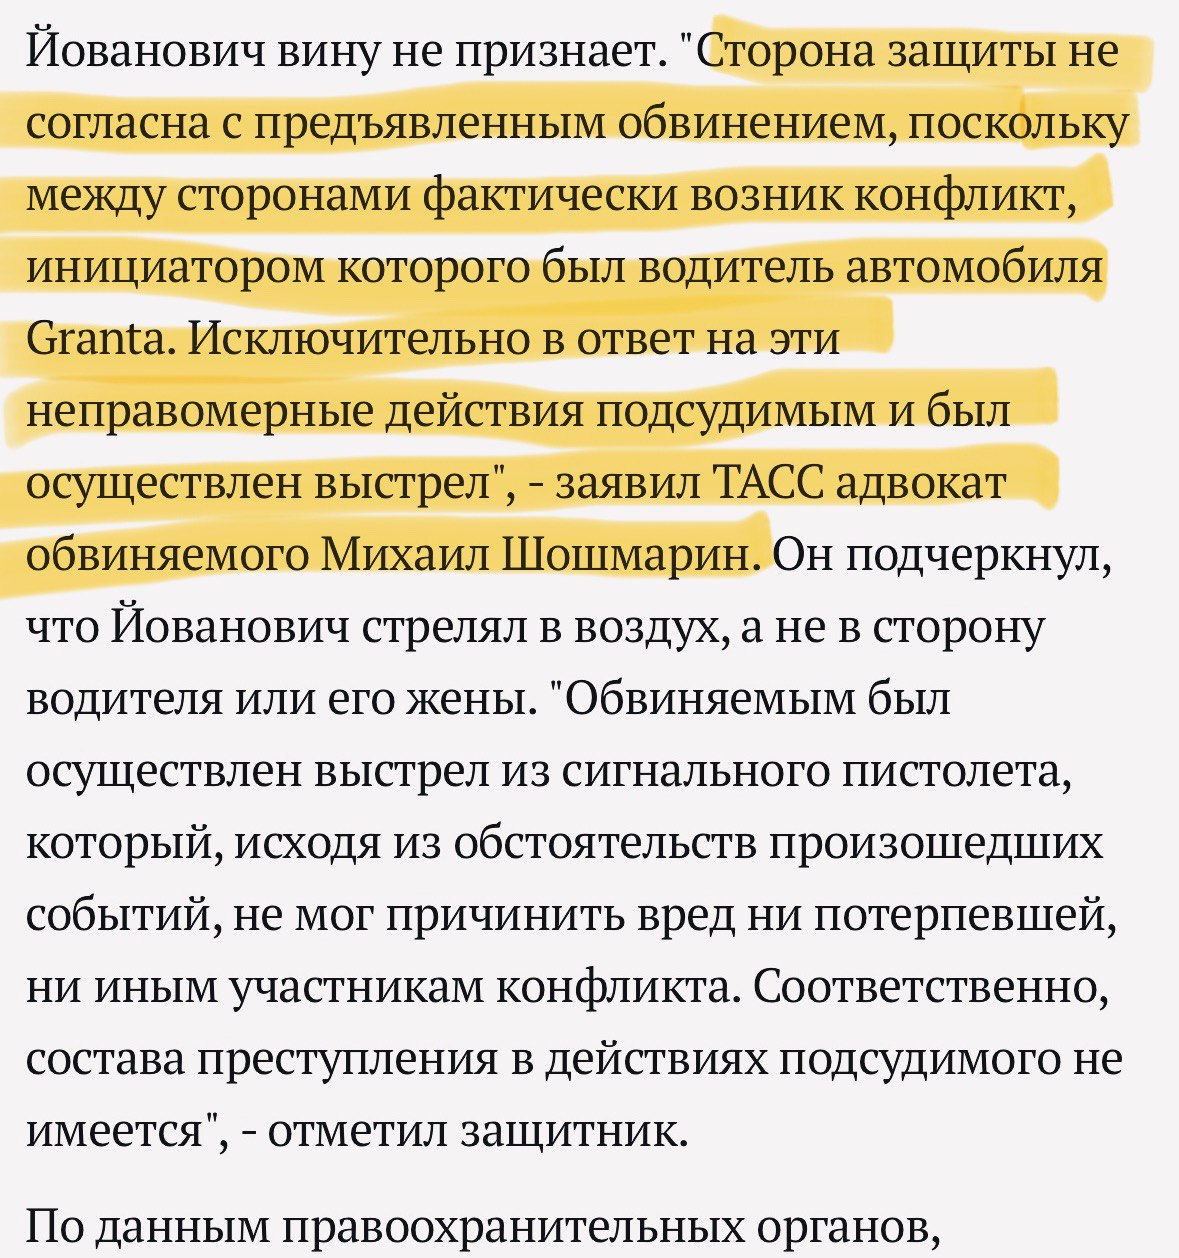 Йованович вину не признает. "Сторона защиты не
согласна с предъявленным обвинением, поскольку
между сторонами фактически возник конфликт,
инициатором которого был водитель автомобиля
Granta. Исключительно в ответ на эти
неправомерные действия подсудимым и был
осуществлен выстрел", - заявил ТАСС адвокат
обвиняемого Михаил Шошмарин. Он подчеркнул,
что Йованович стрелял в воздух, а не в сторону
водителя или его жены. "Обвиняемым был
осуществлен выстрел из сигнального пистолета,
который, исходя из обстоятельств произошедших
событий, не мог причинить вред ни потерпевшей,
ни иным участникам конфликта. Соответственно,
состава преступления в действиях подсудимого не
имеется", - отметил защитник.
По данным правоохранительных органов,